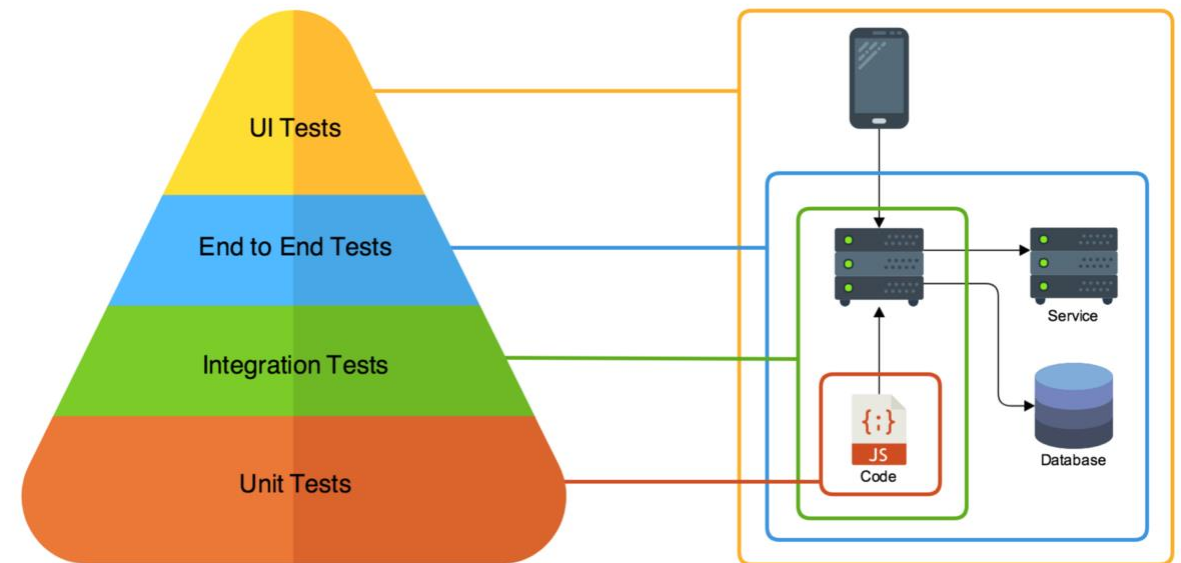 UI Tests
End to End Tests
Integration Tests
Unit Tests
Service
Database
{;}
JS
Code